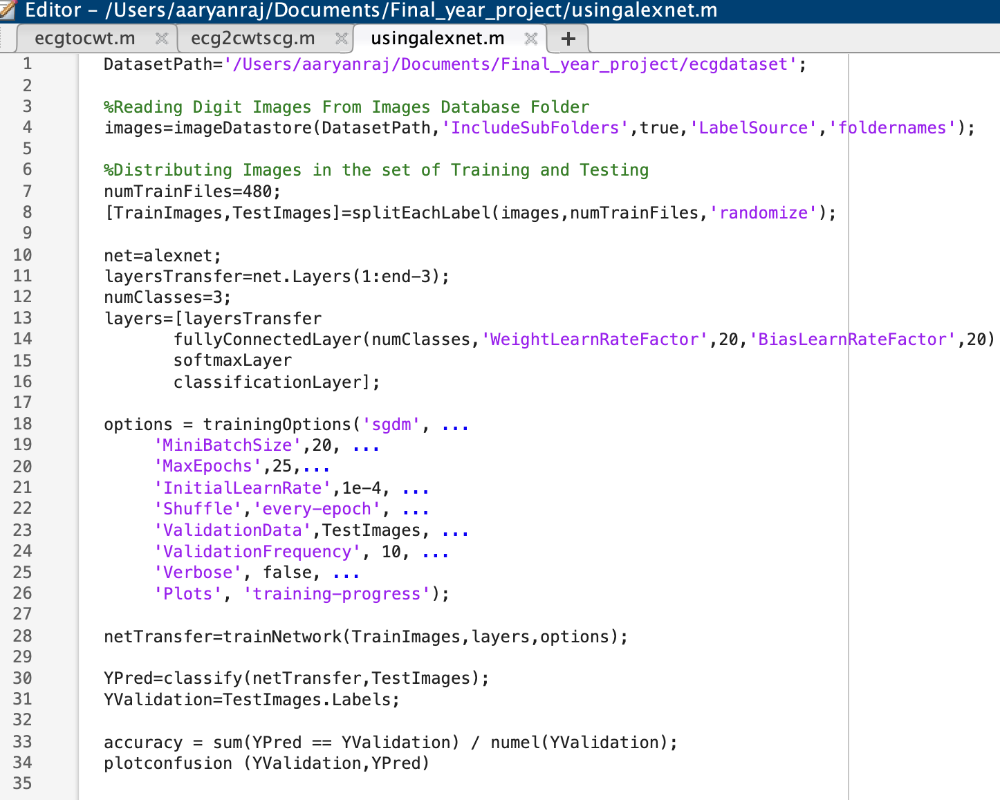 Editor – /Users/aaryanraj/Documents/Final_year_project/usingalexnet.m
ecgtocwt.m ecg2cwtscg.m usingalexnet.m +
1 DatasetPath='/Users/aaryanraj/Documents/Final_year_project/ecgdataset';
2
3 %Reading Digit Images From Images Database Folder
4 images=imageDatastore(DatasetPath,'IncludeSubFolders',true,'LabelSource','foldernames');
5
6 %Distributing Images in the set of Training and Testing
7 numTrainFiles=480;
8 [TrainImages,TestImages]=splitEachLabel(images,numTrainFiles,'randomize');
9
10 net=alexnet;
11 layersTransfer=net.Layers(1:end-3);
12 numClasses=3;
13 layers=[layersTransfer
14 fullyConnectedLayer(numClasses,'WeightLearnRateFactor',20,'BiasLearnRateFactor',20)
15 softmaxLayer
16 classificationLayer];
17
18 options = trainingOptions('sgdm', ...
19 'MiniBatchSize',20, ...
20 'MaxEpochs',25,...
21 'InitialLearnRate',1e-4, ...
22 'Shuffle','every-epoch', ...
23 'ValidationData',TestImages, ...
24 'ValidationFrequency', 10, ...
25 'Verbose', false, ...
26 'Plots', 'training-progress');
27
28 netTransfer=trainNetwork(TrainImages,layers,options);
29
30 YPred=classify(netTransfer,TestImages);
31 YValidation=TestImages.Labels;
32
33 accuracy = sum(YPred == YValidation) / numel(YValidation);
34 plotconfusion (YValidation,YPred)
35